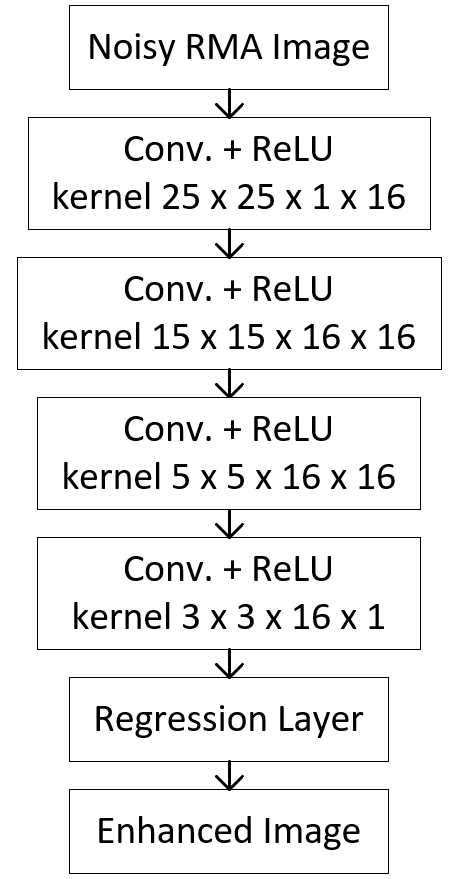 Noisy RMA Image
Conv. + ReLU
kernel 25 x 25 x 1 x 16
Conv. + ReLU
kernel 15 x 15 x 16 x 16
Conv. + ReLU
kernel 5 x 5 x 16 x 16
Conv. + ReLU
kernel 3 x 3 x 16 x 1
Regression Layer
Enhanced Image